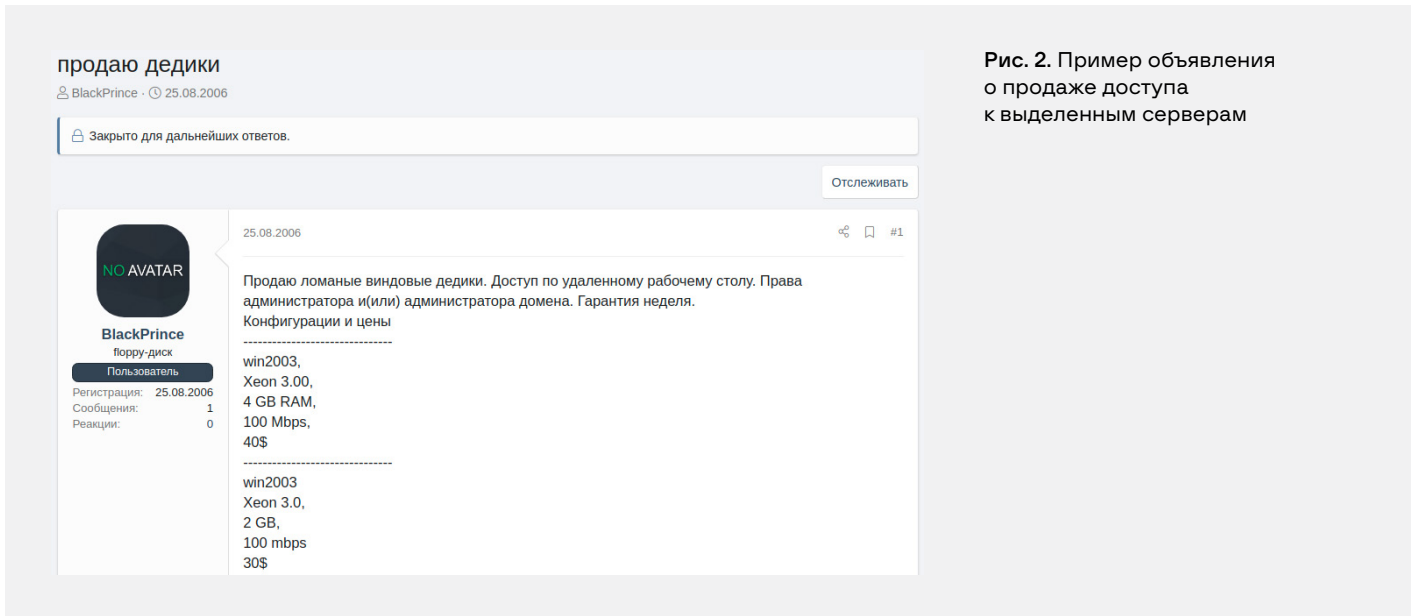 продаю дедики
BlackPrince · 25.08.2006
Закрыто для дальнейших ответов.
Отслеживать
NO AVATAR
BlackPrince
floppy-диск
Пользователь
Регистрация: 25.08.2006
Сообщения: 1
Реакции: 0
25.08.2006 #1
Продаю ломаные виндовые дедики. Доступ по удаленному рабочему столу. Права
администратора и(или) администратора домена. Гарантия неделя.
Конфигурации и цены
-------------------------------
win2003,
Xeon 3.00,
4 GB RAM,
100 Mbps,
40$
-------------------------------
win2003
Xeon 3.0,
2 GB,
100 mbps
30$
Рис. 2. Пример объявления
о продаже доступа
к выделенным серверам